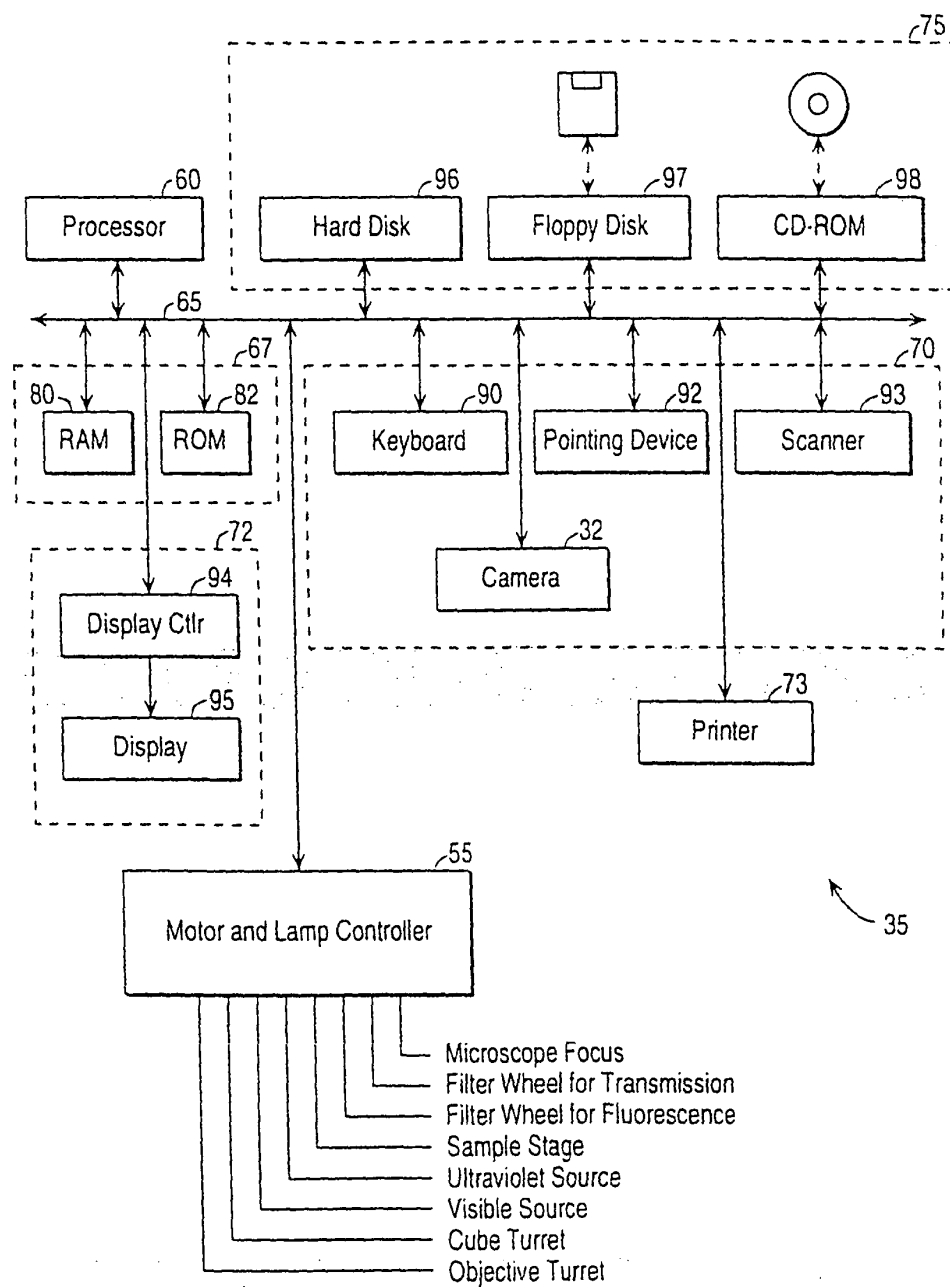 75
60
Processor
96
Hard Disk
97
Floppy Disk
98
CD-ROM
65
67
70
80
RAM
82
ROM
90
Keyboard
92
Pointing Device
93
Scanner
32
Camera
72
94
Display Ctlr
95
Display
73
Printer
55
Motor and Lamp Controller
35
Microscope Focus
Filter Wheel for Transmission
Filter Wheel for Fluorescence
Sample Stage
Ultraviolet Source
Visible Source
Cube Turret
Objective Turret